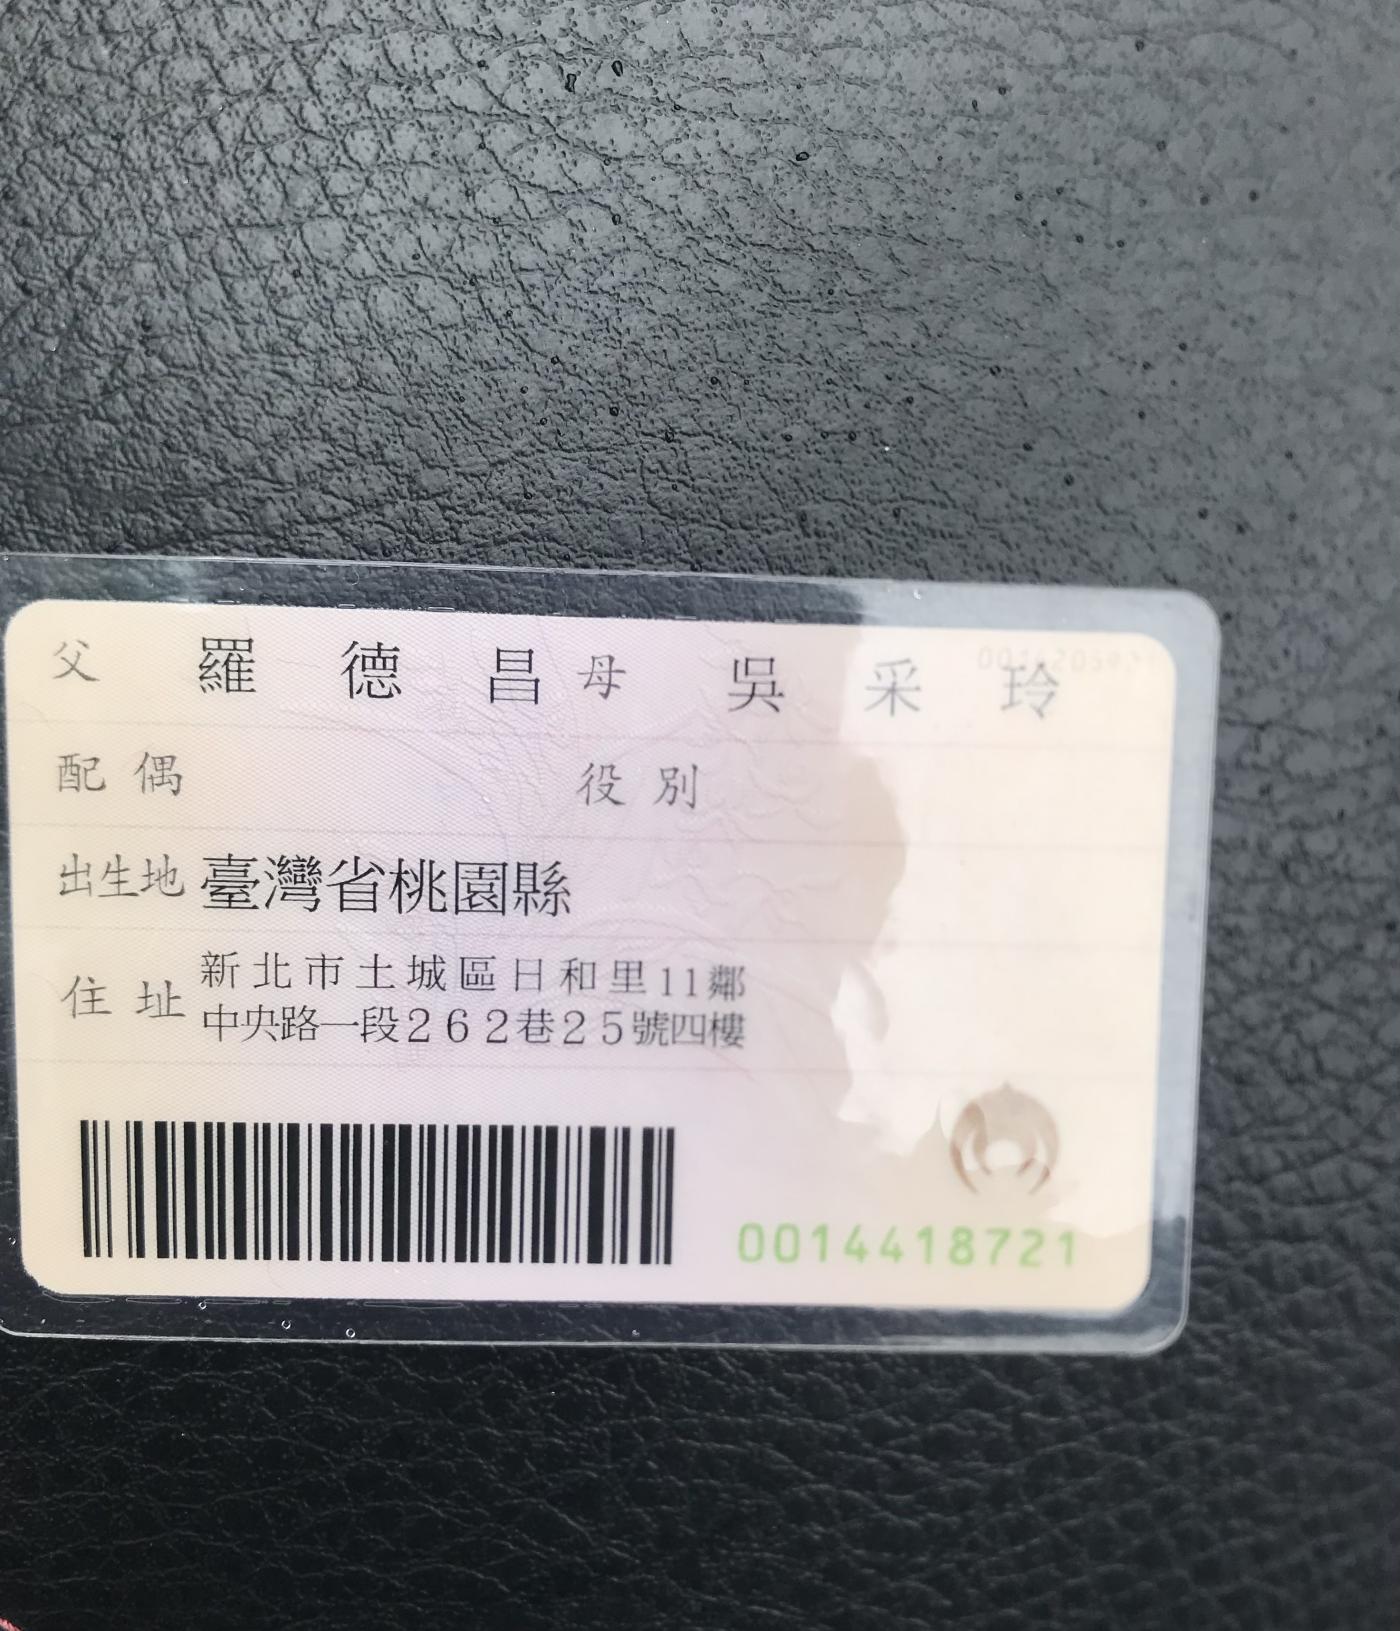 父 羅德昌 母 吳采玲
配偶 役別
出生地 臺灣省桃園縣
住址 新北市土城區日和里11鄰
中央路一段262巷25號四樓
0014418721